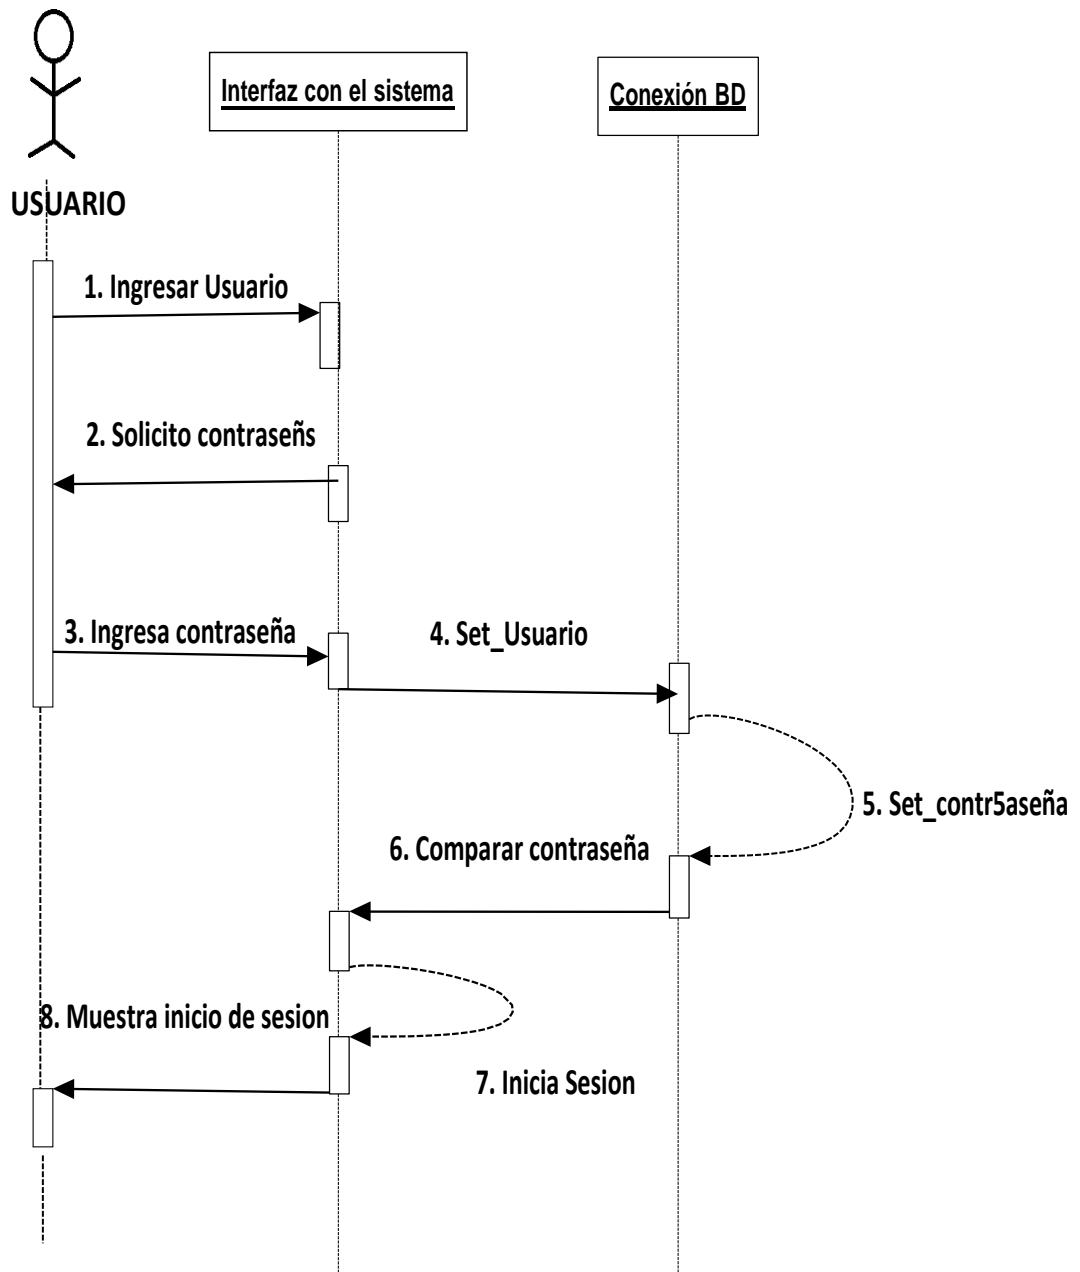 Interfaz con el sistema
Conexión BD
USUARIO
1. Ingresar Usuario
2. Solicito contraseñs
3. Ingresa contraseña
4. Set_Usuario
5. Set_contr5aseña
6. Comparar contraseña
8. Muestra inicio de sesion
7. Inicia Sesion